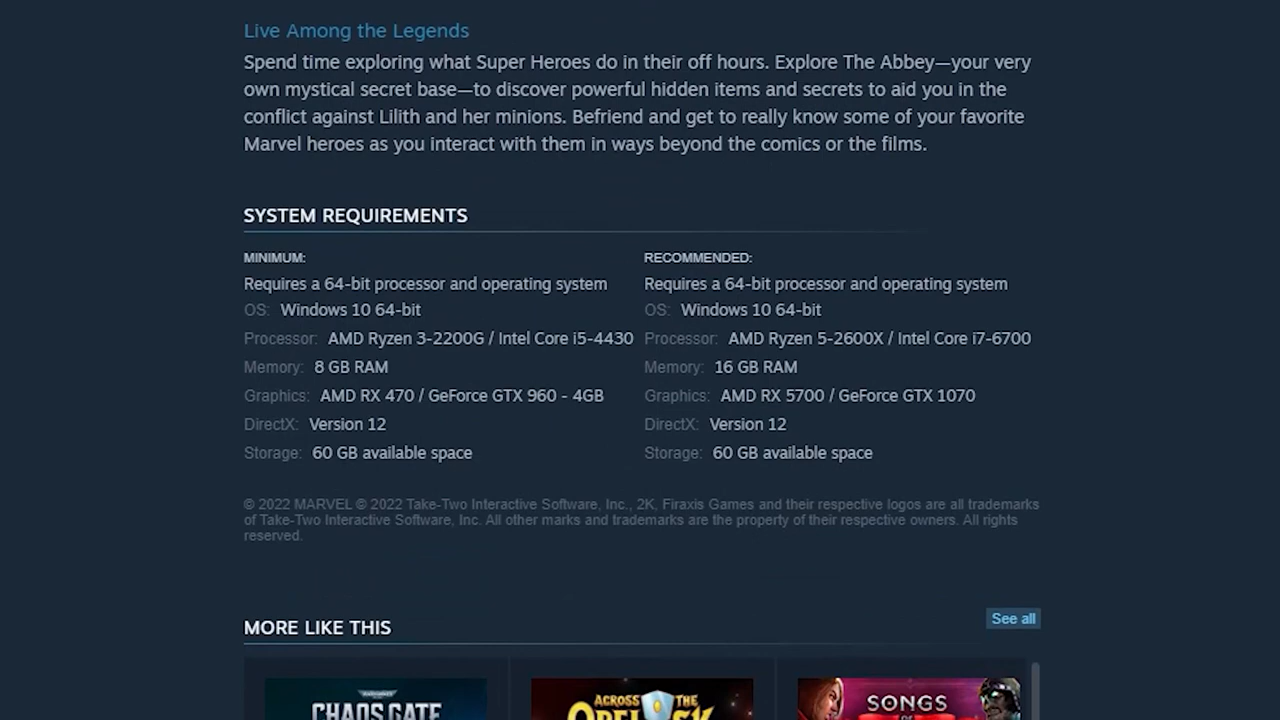 Live Among the Legends
Spend time exploring what Super Heroes do in their off hours. Explore The Abbey—your very
own mystical secret base—to discover powerful hidden items and secrets to aid you in the
conflict against Lilith and her minions. Befriend and get to really know some of your favorite
Marvel heroes as you interact with them in ways beyond the comics or the films.
SYSTEM REQUIREMENTS
MINIMUM:
Requires a 64-bit processor and operating system
OS: Windows 10 64-bit
Processor: AMD Ryzen 3-2200G / Intel Core i5-4430
Memory: 8 GB RAM
Graphics: AMD RX 470 / GeForce GTX 960 - 4GB
DirectX: Version 12
Storage: 60 GB available space
RECOMMENDED:
Requires a 64-bit processor and operating system
OS: Windows 10 64-bit
Processor: AMD Ryzen 5-2600X / Intel Core i7-6700
Memory: 16 GB RAM
Graphics: AMD RX 5700 / GeForce GTX 1070
DirectX: Version 12
Storage: 60 GB available space
© 2022 MARVEL © 2022 Take-Two Interactive Software, Inc., 2K, Firaxis Games and their respective logos are all trademarks
of Take-Two Interactive Software, Inc. All other marks and trademarks are the property of their respective owners. All rights
reserved.
MORE LIKE THIS
See all
CHAOS GATE
ACROSS THE
SONGS
OF